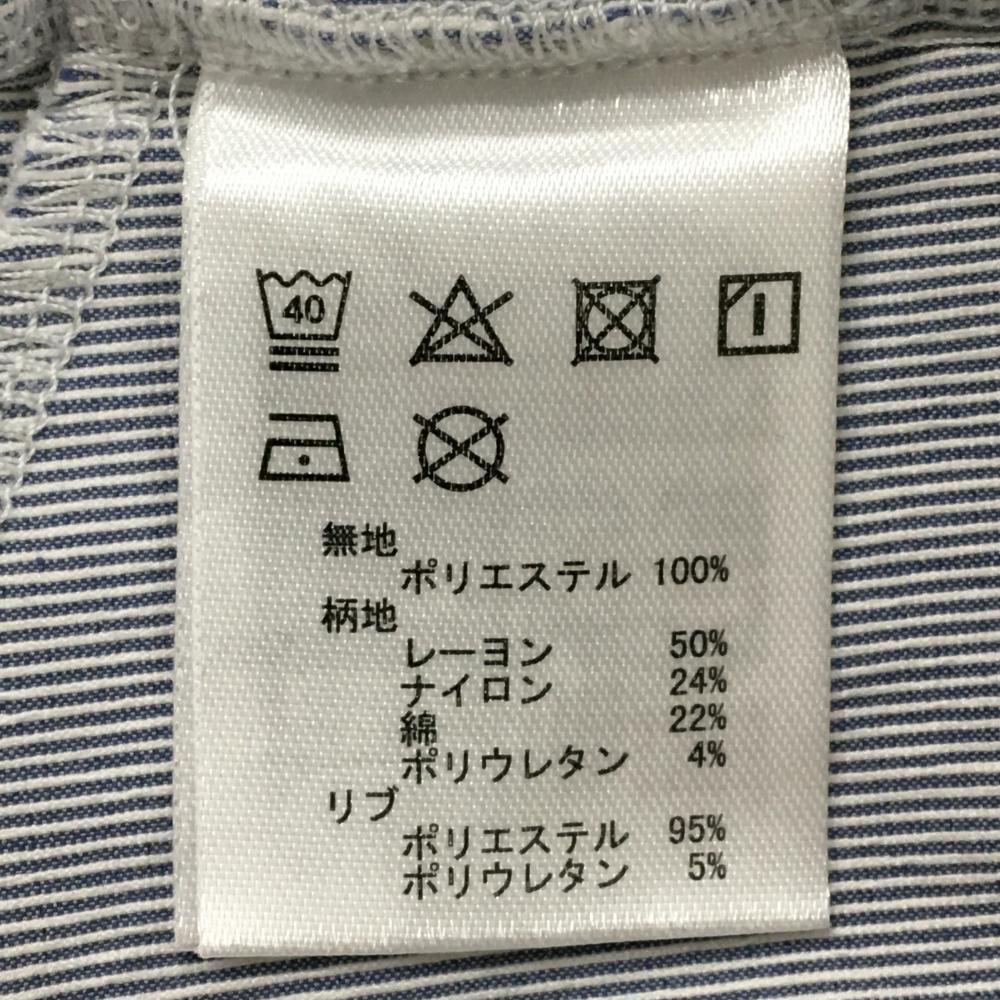 40
無地
ポリエステル 100%
柄地
レーヨン 50%
ナイロン 24%
綿 22%
ポリウレタン 4%
リブ
ポリエステル 95%
ポリウレタン 5%